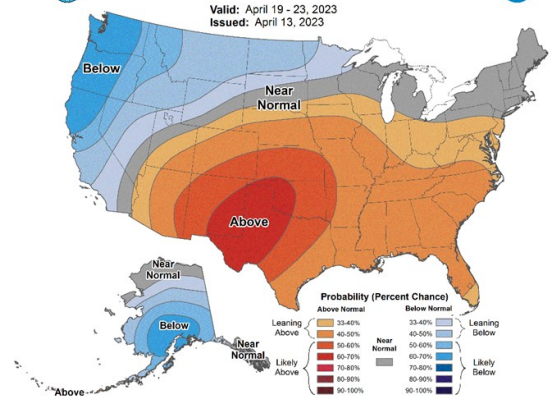 Valid: April 19 - 23, 2023
Issued: April 13, 2023
Below
Near
Normal
Above
Near
Normal
Below
Near
Normal
Above
Probability (Percent Chance)
Above Normal
Below Normal
Leaning
Above
33-40%
40-50%
Likely
Above
50-60%
60-70%
70-80%
80-90%
90-100%
Near
Normal
33-40%
40-50%
Leaning
Below
50-60%
60-70%
70-80%
80-90%
90-100%
Likely
Below